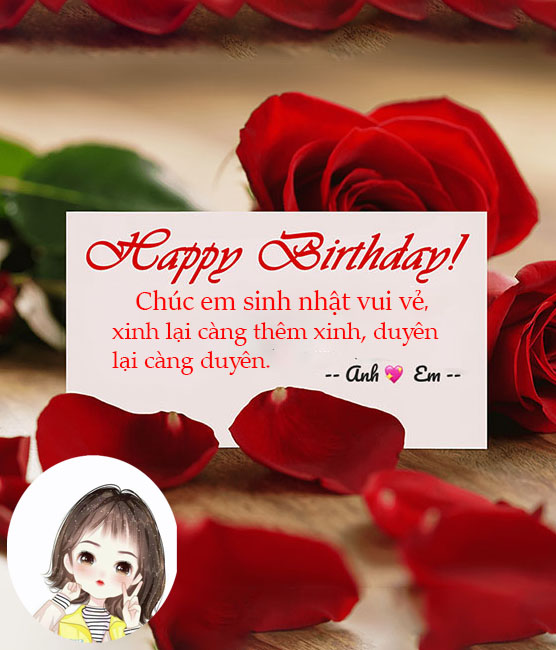 Happy Birthday!
Chúc em sinh nhật vui vẻ,
xinh lại càng thêm xinh, duyên
lại càng duyên.
-- Anh 💖 Em --